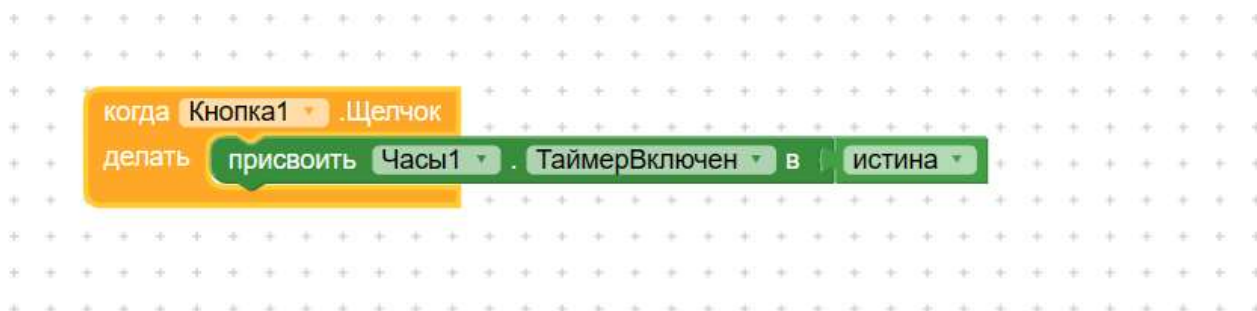 когда Кнопка1 .Щелчок
делать присвоить Часы1 . ТаймерВключен в истина